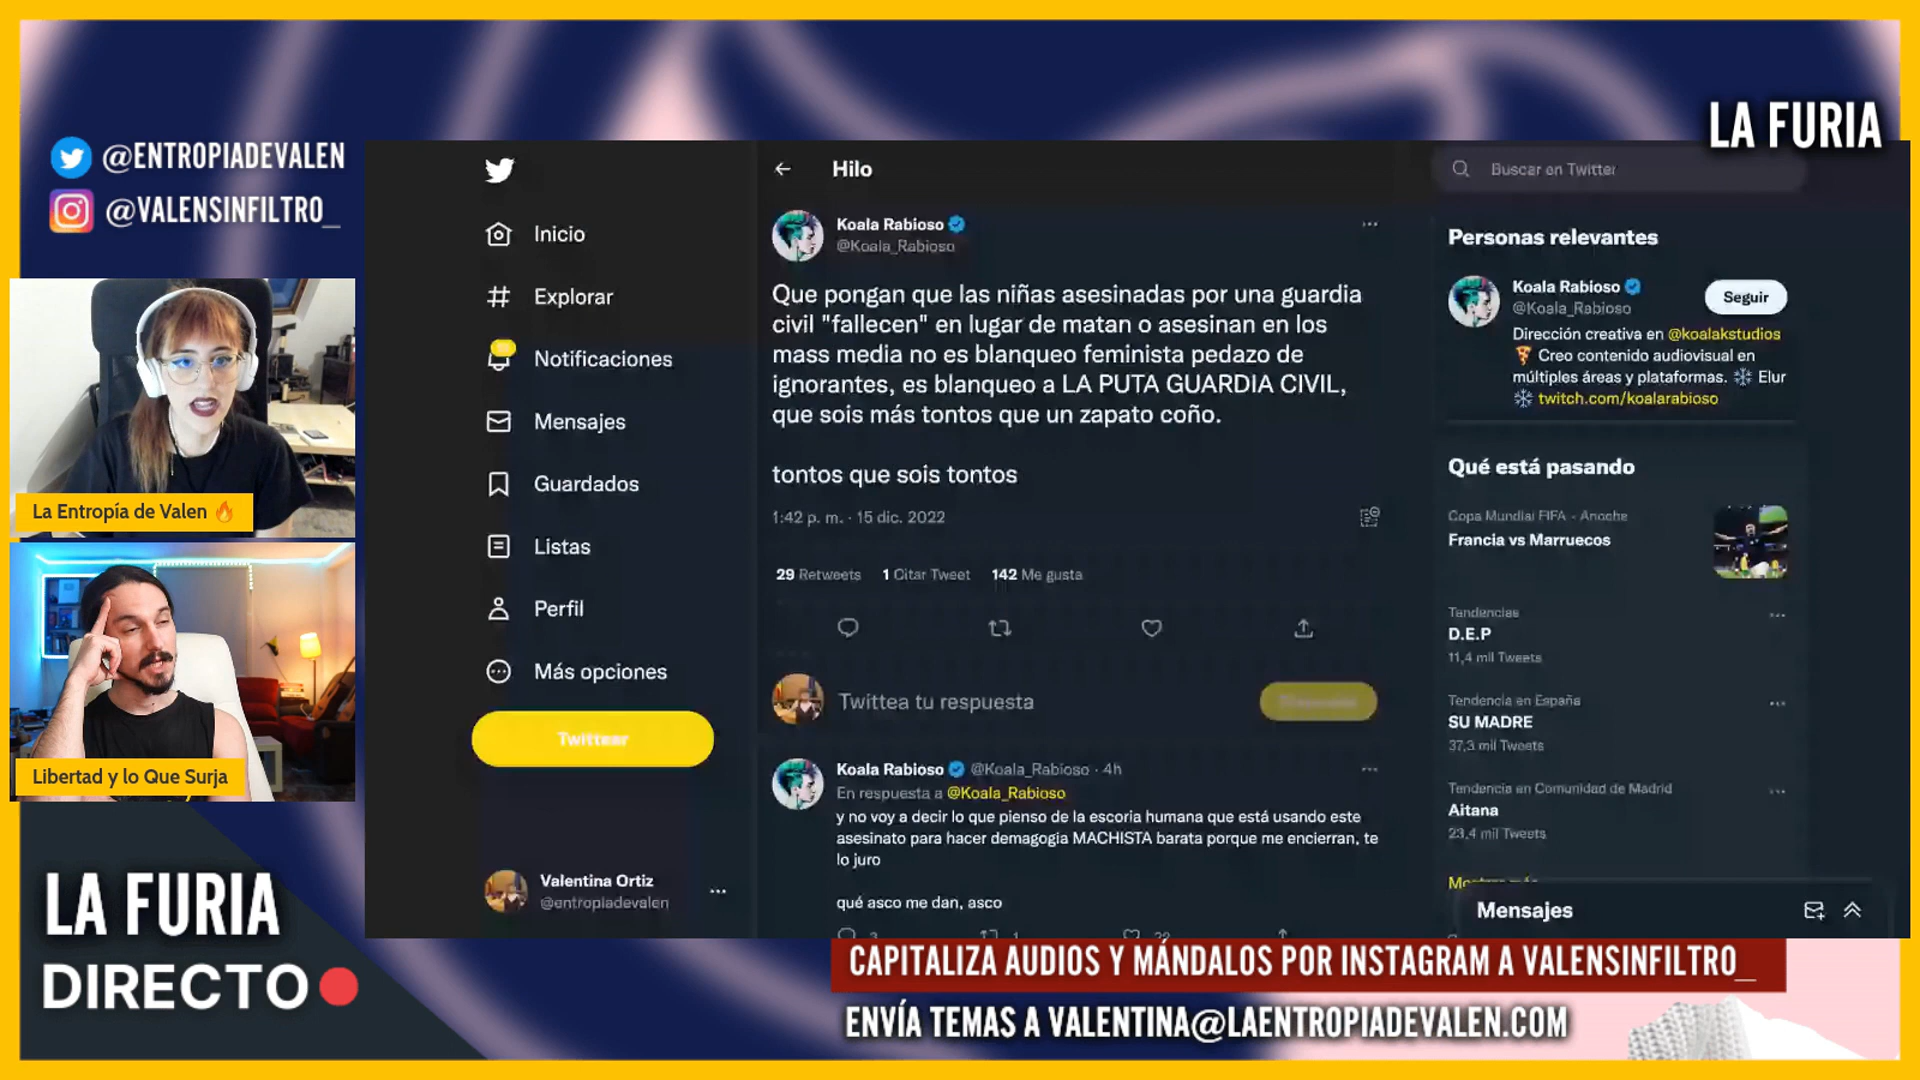 LA FURIA
@ENTROPIADEVALEN
@VALENSINFILTRO_
La Entropía de Valen 🔥
Libertad y lo Que Surja
LA FURIA
DIRECTO
Inicio
Explorar
Notificaciones
Mensajes
Guardados
Listas
Perfil
Más opciones
Twittear
Valentina Ortiz
@entropiadevalen
Hilo
Koala Rabioso
@Koala_Rabioso
Que pongan que las niñas asesinadas por una guardia
civil "fallecen" en lugar de matan o asesinan en los
mass media no es blanqueo feminista pedazo de
ignorantes, es blanqueo a LA PUTA GUARDIA CIVIL,
que sois más tontos que un zapato coño.
tontos que sois tontos
1:42 p. m. · 15 dic. 2022
29 Retweets 1 Citar Tweet 142 Me gusta
Twittea tu respuesta
Koala Rabioso @Koala_Rabioso · 4h
En respuesta a @Koala_Rabioso
y no voy a decir lo que pienso de la escoria humana que está usando este
asesinato para hacer demagogia MACHISTA barata porque me encierran, te
lo juro
qué asco me dan, asco
Buscar en Twitter
Personas relevantes
Koala Rabioso
@Koala_Rabioso
Seguir
Dirección creativa en @koalakstudios
🍕 Creo contenido audiovisual en
múltiples áreas y plataformas. ❄️ Elur
❄️ twitch.com/koalarabioso
Qué está pasando
Copa Mundial FIFA - Anoche
Francia vs Marruecos
Tendencias
D.E.P
11,4 mil Tweets
Tendencia en España
SU MADRE
37,3 mil Tweets
Tendencia en Comunidad de Madrid
Aitana
23,4 mil Tweets
Mensajes
CAPITALIZA AUDIOS Y MÁNDALOS POR INSTAGRAM A VALENSINFILTRO_
ENVÍA TEMAS A VALENTINA@LAENTROPIADEVALEN.COM